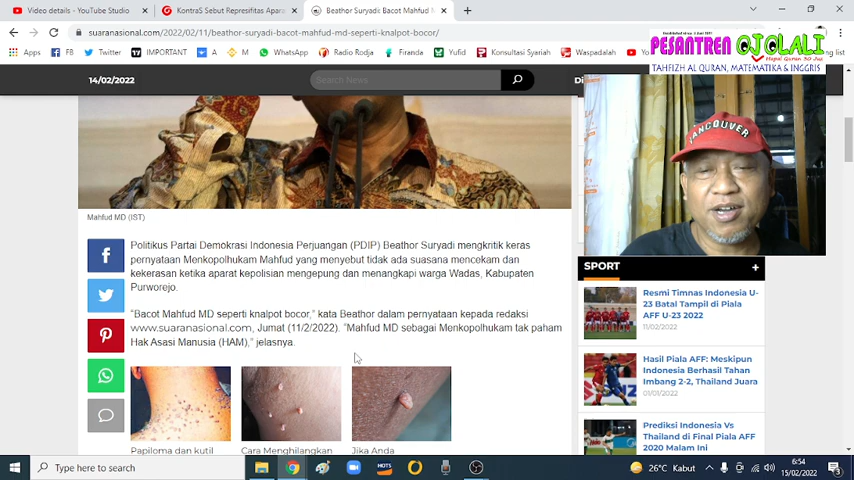 Video details - YouTube Studio
KontraS Sebut Represifitas Apara
Beathor Suryadi: Bacot Mahfud M
suaranasional.com/2022/02/11/beathor-suryadi-bacot-mahfud-md-seperti-knalpot-bocor/
Apps
FB
Twitter
IMPORTANT
A
M
WhatsApp
Radio Rodja
Firanda
Yufid
Konsultasi Syariah
Waspadalah
PESANTREN OJOLALI
TAHFIZH AL QURAN, MATEMATIKA & INGGRIS
14/02/2022
Search News
VANCOUVER
Mahfud MD (IST)
Politikus Partai Demokrasi Indonesia Perjuangan (PDIP) Beathor Suryadi mengkritik keras
pernyataan Menkopolhukam Mahfud yang menyebut tidak ada suasana mencekam dan
kekerasan ketika aparat kepolisian mengepung dan menangkapi warga Wadas, Kabupaten
Purworejo.
“Bacot Mahfud MD seperti knalpot bocor,” kata Beathor dalam pernyataan kepada redaksi
www.suaranasional.com, Jumat (11/2/2022). “Mahfud MD sebagai Menkopolhukam tak paham
Hak Asasi Manusia (HAM),” jelasnya.
Papiloma dan kutil
Cara Menghilangkan
Jika Anda
SPORT
+
Resmi Timnas Indonesia U-
23 Batal Tampil di Piala
AFF U-23 2022
11/02/2022
Hasil Piala AFF: Meskipun
Indonesia Berhasil Tahan
Imbang 2-2, Thailand Juara
01/01/2022
Prediksi Indonesia Vs
Thailand di Final Piala AFF
2020 Malam Ini
Type here to search
26°C Kabut
6:54
15/02/2022
3